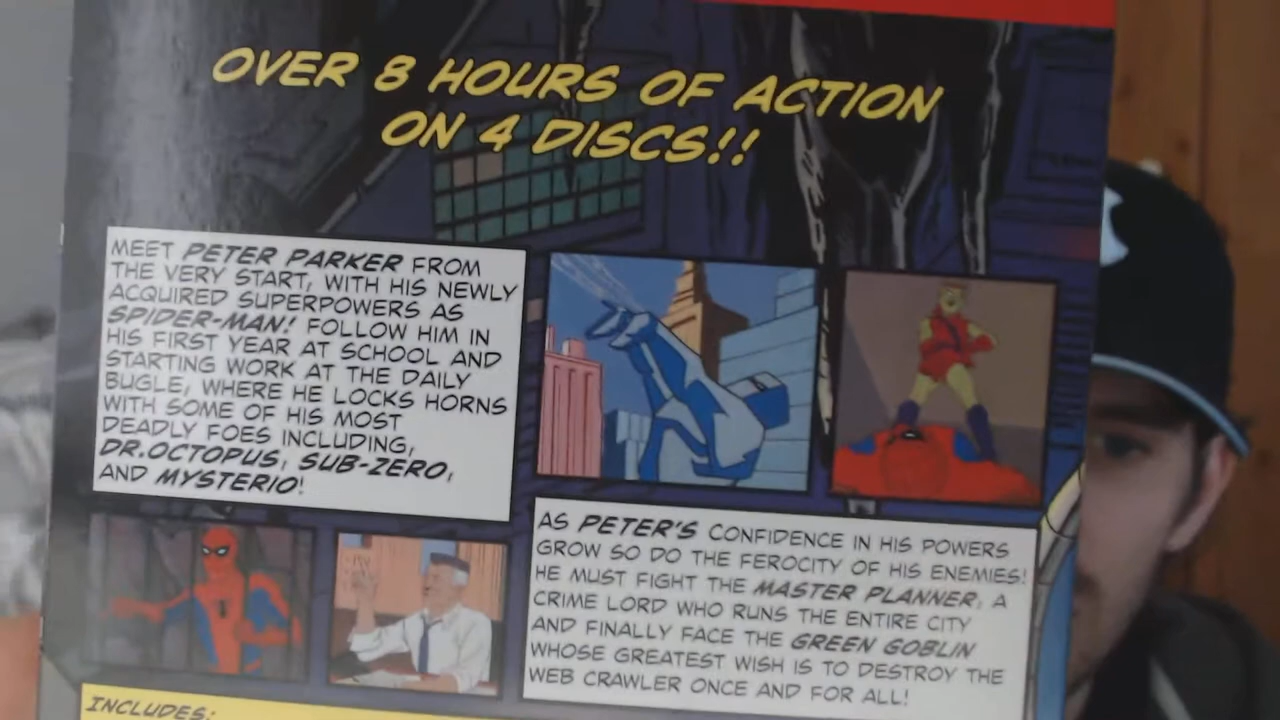 OVER 8 HOURS OF ACTION
ON 4 DISCS!!
MEET PETER PARKER FROM
THE VERY START, WITH HIS NEWLY
ACQUIRED SUPERPOWERS AS
SPIDER-MAN! FOLLOW HIM IN
HIS FIRST YEAR AT SCHOOL AND
STARTING WORK AT THE DAILY
BUGLE, WHERE HE LOCKS HORNS
WITH SOME OF HIS MOST
DEADLY FOES INCLUDING,
DR.OCTOPUS, SUB-ZERO,
AND MYSTERIO!
AS PETER'S CONFIDENCE IN HIS POWERS
GROW SO DO THE FEROCITY OF HIS ENEMIES!
HE MUST FIGHT THE MASTER PLANNER, A
CRIME LORD WHO RUNS THE ENTIRE CITY
AND FINALLY FACE THE GREEN GOBLIN
WHOSE GREATEST WISH IS TO DESTROY THE
WEB CRAWLER ONCE AND FOR ALL!
INCLUDES: